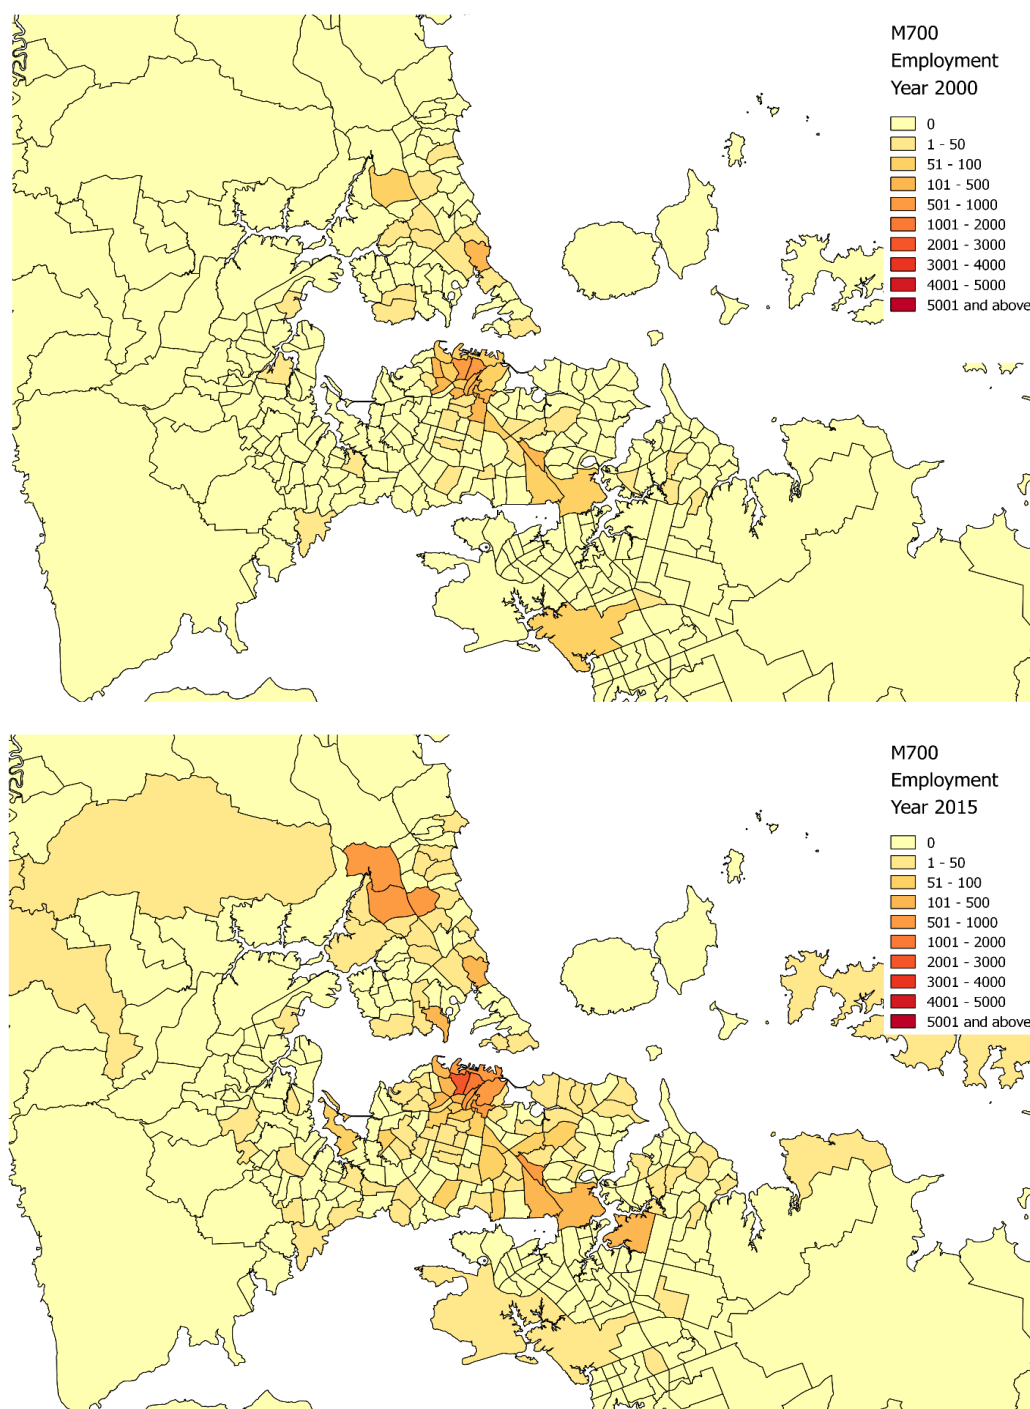 M700
Employment
Year 2000
0
1 - 50
51 - 100
101 - 500
501 - 1000
1001 - 2000
2001 - 3000
3001 - 4000
4001 - 5000
5001 and above
M700
Employment
Year 2015
0
1 - 50
51 - 100
101 - 500
501 - 1000
1001 - 2000
2001 - 3000
3001 - 4000
4001 - 5000
5001 and above